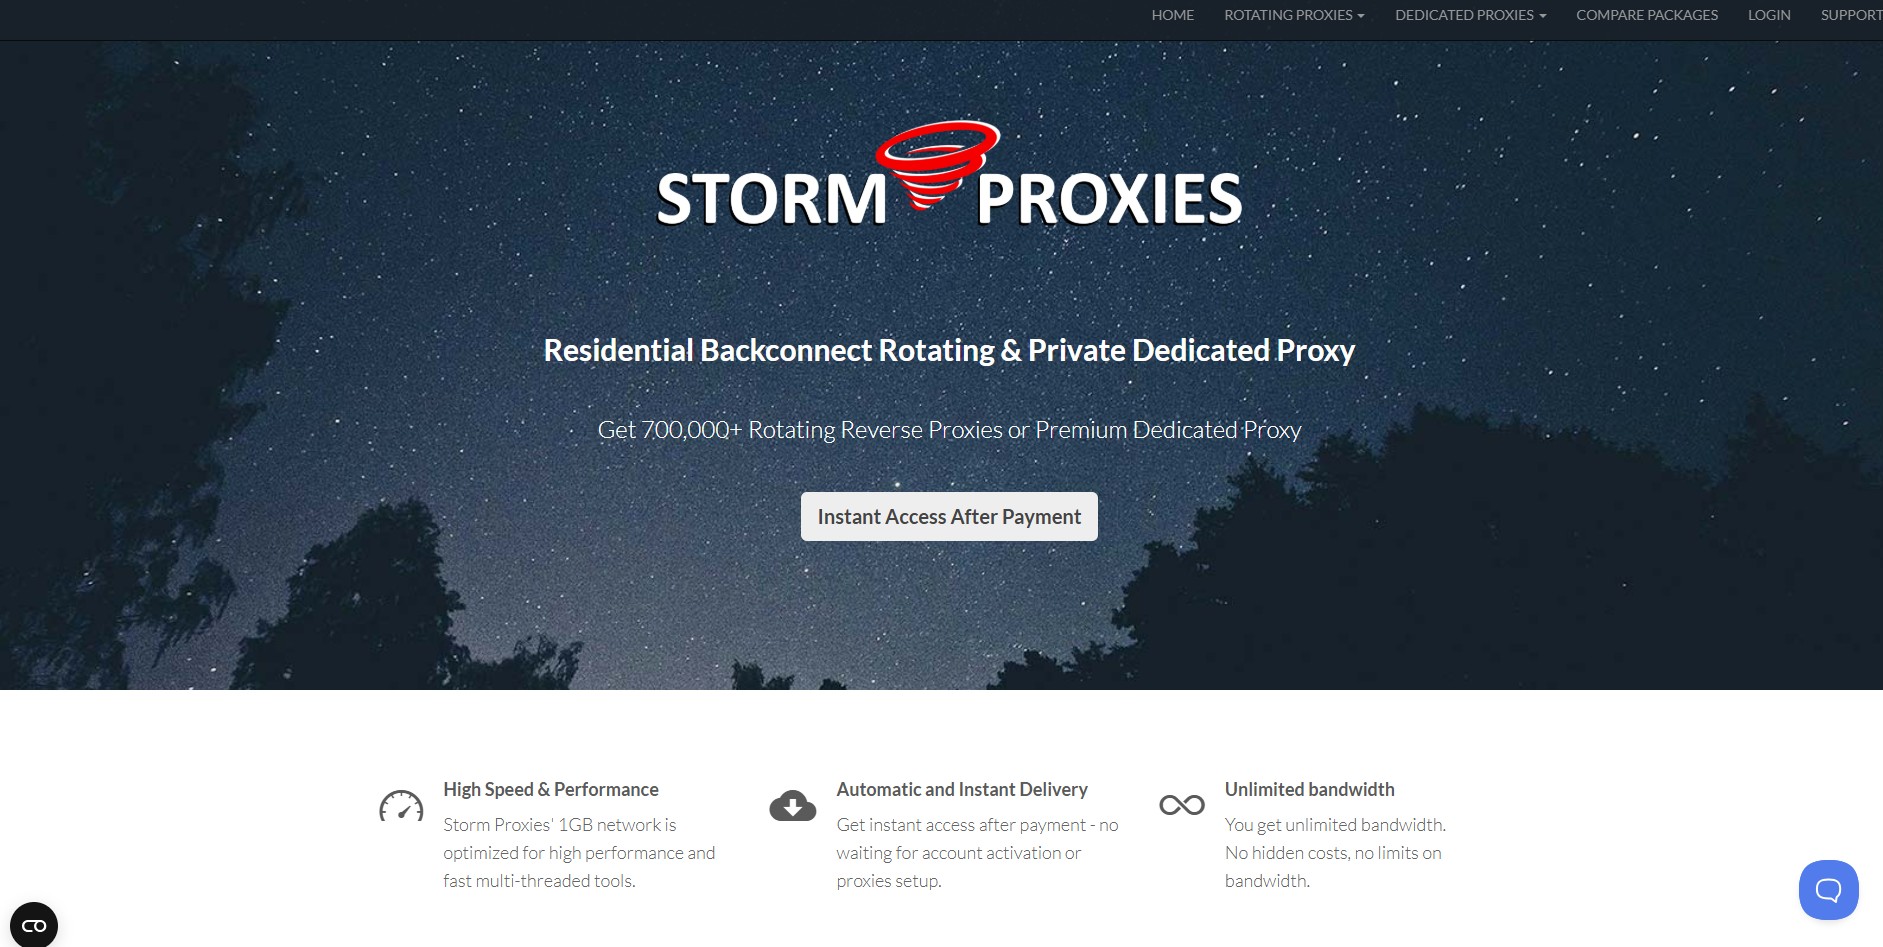 HOME ROTATING PROXIES DEDICATED PROXIES COMPARE PACKAGES LOGIN SUPPORT
STORM PROXIES
Residential Backconnect Rotating & Private Dedicated Proxy
Get 700,000+ Rotating Reverse Proxies or Premium Dedicated Proxy
Instant Access After Payment
High Speed & Performance
Storm Proxies' 1GB network is
optimized for high performance and
fast multi-threaded tools.
Automatic and Instant Delivery
Get instant access after payment - no
waiting for account activation or
proxies setup.
Unlimited bandwidth
You get unlimited bandwidth.
No hidden costs, no limits on
bandwidth.